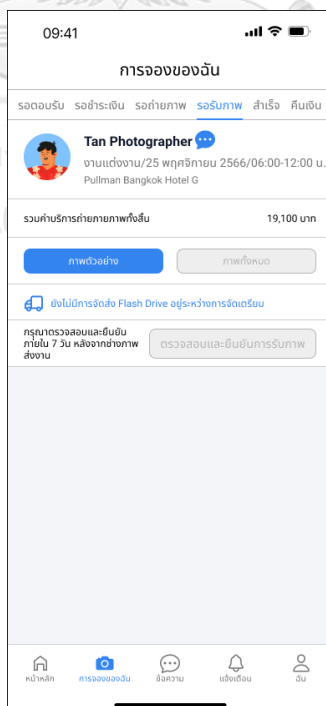 09:41
การจองของฉัน
รอตอบรับ รอชำระเงิน รอถ่ายภาพ รอรับภาพ สำเร็จ คืนเงิน
Tan Photographer
งานแต่งงาน/25 พฤศจิกายน 2566/06:00-12:00 น.
Pullman Bangkok Hotel G
รวมค่าบริการถ่ายภายภาพทั้งสิ้น 19,100 บาท
ภาพตัวอย่าง ภาพทั้งหมด
ยังไม่มีการจัดส่ง Flash Drive อยู่ระหว่างการจัดเตรียม
กรุณาตรวจสอบและยืนยัน
ภายใน 7 วัน หลังจากช่างภาพ
ส่งงาน
ตรวจสอบและยืนยันการรับภาพ
หน้าหลัก การจองของฉัน ข้อความ แจ้งเตือน ฉัน